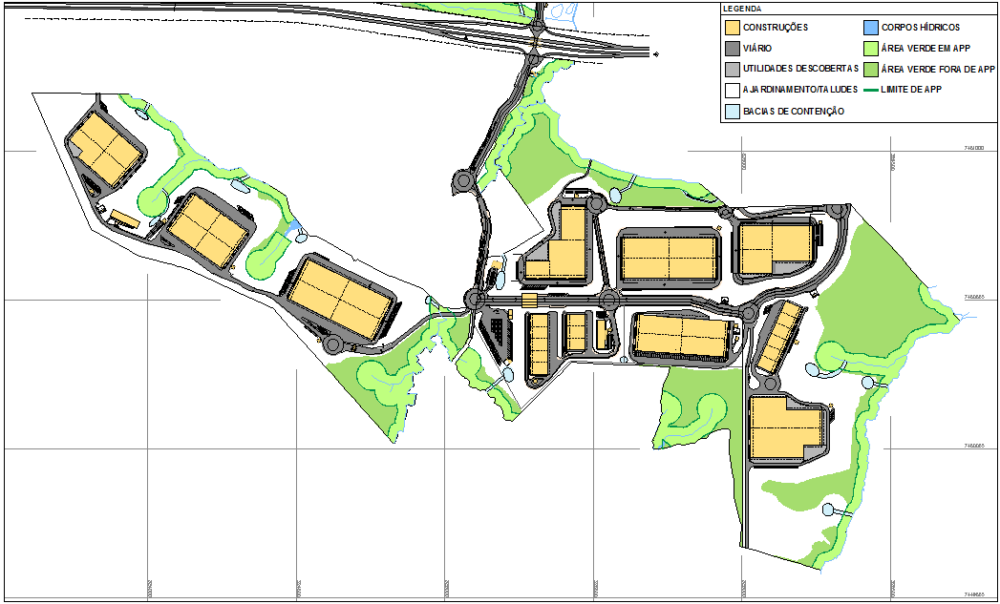 LEGENDA
CONSTRUÇÕES
VIÁRIO
UTILIDADES DESCOBERTAS
AJARDINAMENTO/TALUDES
BACIAS DE CONTENÇÃO
CORPOS HÍDRICOS
ÁREA VERDE EM APP
ÁREA VERDE FORA DE APP
LIMITE DE APP